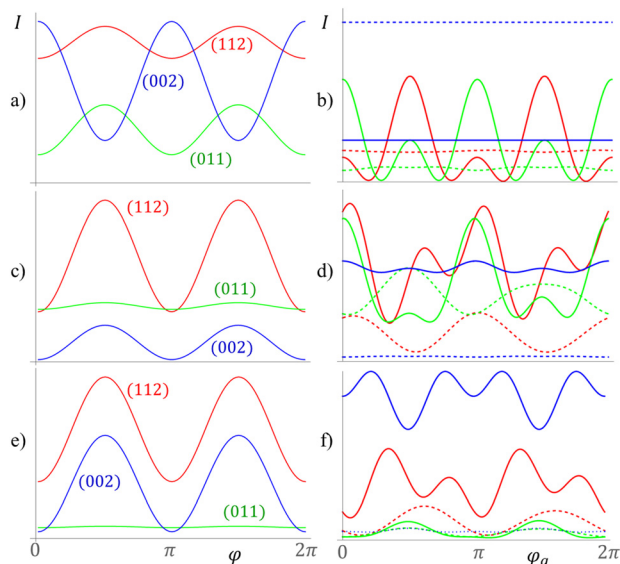 I
(112)
(002)
a)
(011)
I
b)
(112)
c)
(011)
(002)
d)
(112)
e)
(002)
(011)
f)
0 π φ 2π
0 π φₐ 2π